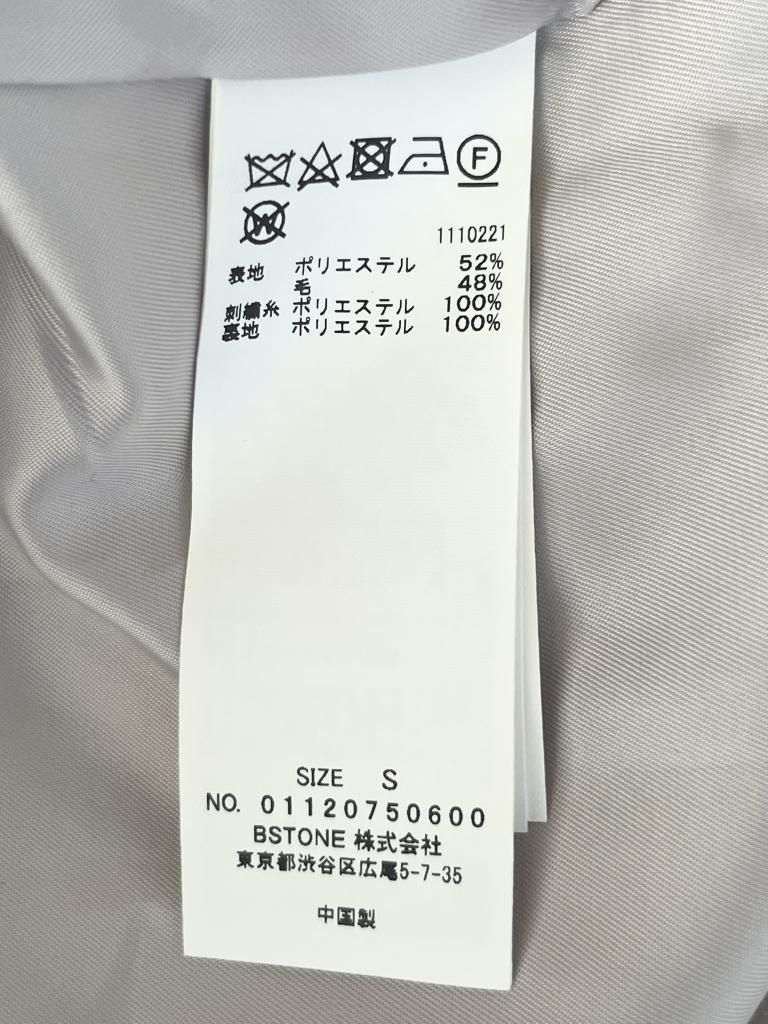 F
W
1110221
表地 ポリエステル 52%
毛 48%
刺繍糸 ポリエステル 100%
裏地 ポリエステル 100%
SIZE S
NO. 01120750600
BSTONE 株式会社
東京都渋谷区広尾5-7-35
中国製